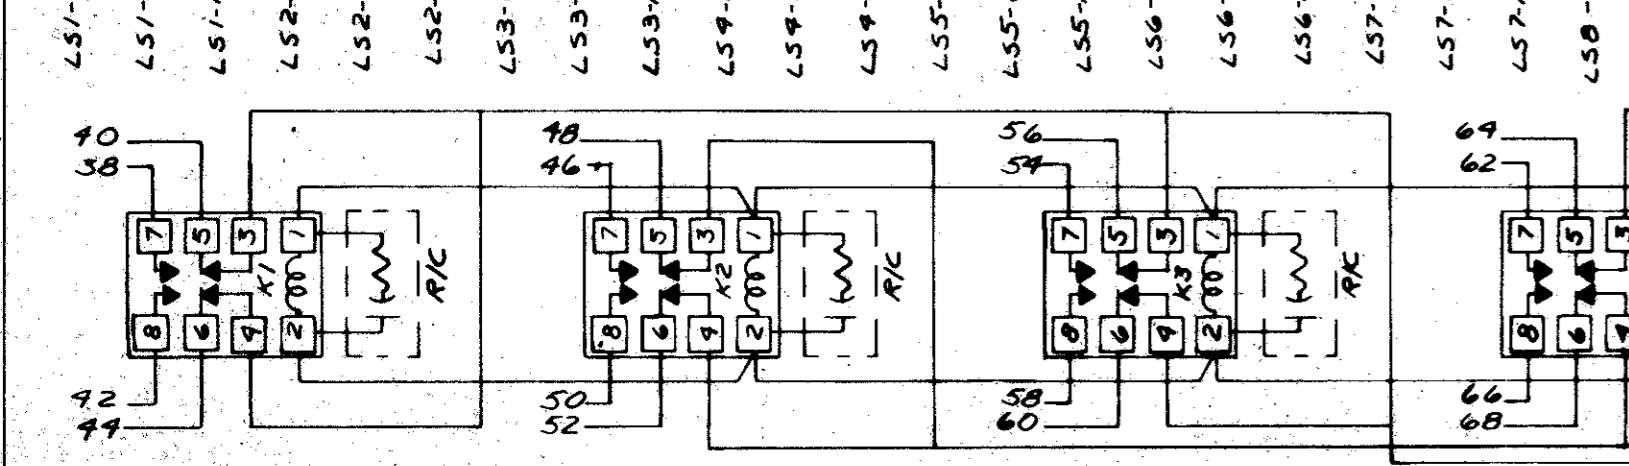 LS1-
LS1-
LS1-
LS2-
LS2-
LS2-
LS3-
LS3-
LS3-
LS4-
LS4-
LS4-
LS5-
LS5-
LS5-
LS6-
LS6-
LS6-
LS7-
LS7-
LS7-
LS8-
40 48 56 64
38 46 54 62
7 5 3 1 7 5 3 1 7 5 3 1 7 5 3
K1 R/C K2 R/C K3 R/C
8 6 4 2 8 6 4 2 8 6 4 2 8 6 4
42 50 58 66
44 52 60 68